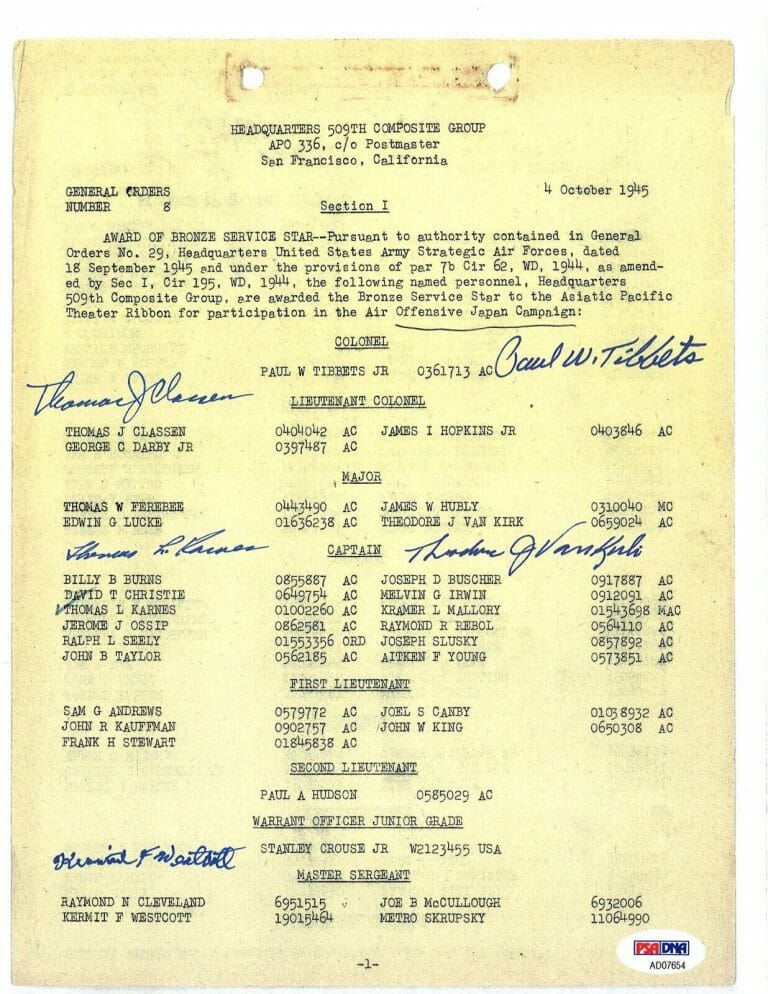 HEADQUARTERS 509TH COMPOSITE GROUP
APO 336, c/o Postmaster
San Francisco, California
GENERAL ORDERS
NUMBER 8
4 October 1945
Section I
AWARD OF BRONZE SERVICE STAR--Pursuant to authority contained in General
Orders No. 29, Headquarters United States Army Strategic Air Forces, dated
18 September 1945 and under the provisions of par 7b Cir 62, WD, 1944, as amend-
ed by Sec I, Cir 195, WD, 1944, the following named personnel, Headquarters
509th Composite Group, are awarded the Bronze Service Star to the Asiatic Pacific
Theater Ribbon for participation in the Air Offensive Japan Campaign:
COLONEL
PAUL W TIBBETS JR 0361713 AC Paul W. Tibbets
Thomas J Classen
LIEUTENANT COLONEL
THOMAS J CLASSEN 0404042 AC JAMES I HOPKINS JR 0403846 AC
GEORGE C DARBY JR 0397487 AC
MAJOR
THOMAS W FEREBEE 0443490 AC JAMES W HUBLY 0310040 MC
EDWIN G LUCKE 01636238 AC THEODORE J VAN KIRK 0659024 AC
Thomas L. Karnes CAPTAIN Theodore J VanKirk
BILLY B BURNS 0855887 AC JOSEPH D BUSCHER 0917887 AC
DAVID T CHRISTIE 0649754 AC MELVIN G IRWIN 0912091 AC
THOMAS L KARNES 01002260 AC KRAMER L MALLORY 01543698 MAC
JEROME J OSSIP 0862581 AC RAYMOND R REBOL 0564110 AC
RALPH L SEELY 01553356 ORD JOSEPH SLUSKY 0857892 AC
JOHN B TAYLOR 0562185 AC AITKEN F YOUNG 0573851 AC
FIRST LIEUTENANT
SAM G ANDREWS 0579772 AC JOEL S CANBY 01038932 AC
JOHN R KAUFFMAN 0902757 AC JOHN W KING 0650308 AC
FRANK H STEWART 01845838 AC
SECOND LIEUTENANT
PAUL A HUDSON 0585029 AC
WARRANT OFFICER JUNIOR GRADE
STANLEY CROUSE JR W2123455 USA
Kermit F Westcott
MASTER SERGEANT
RAYMOND N CLEVELAND 6951515 JOE B McCULLOUGH 6932006
KERMIT F WESTCOTT 19015464 METRO SKRUPSKY 11064990
PSA DNA
AD07654
-1-